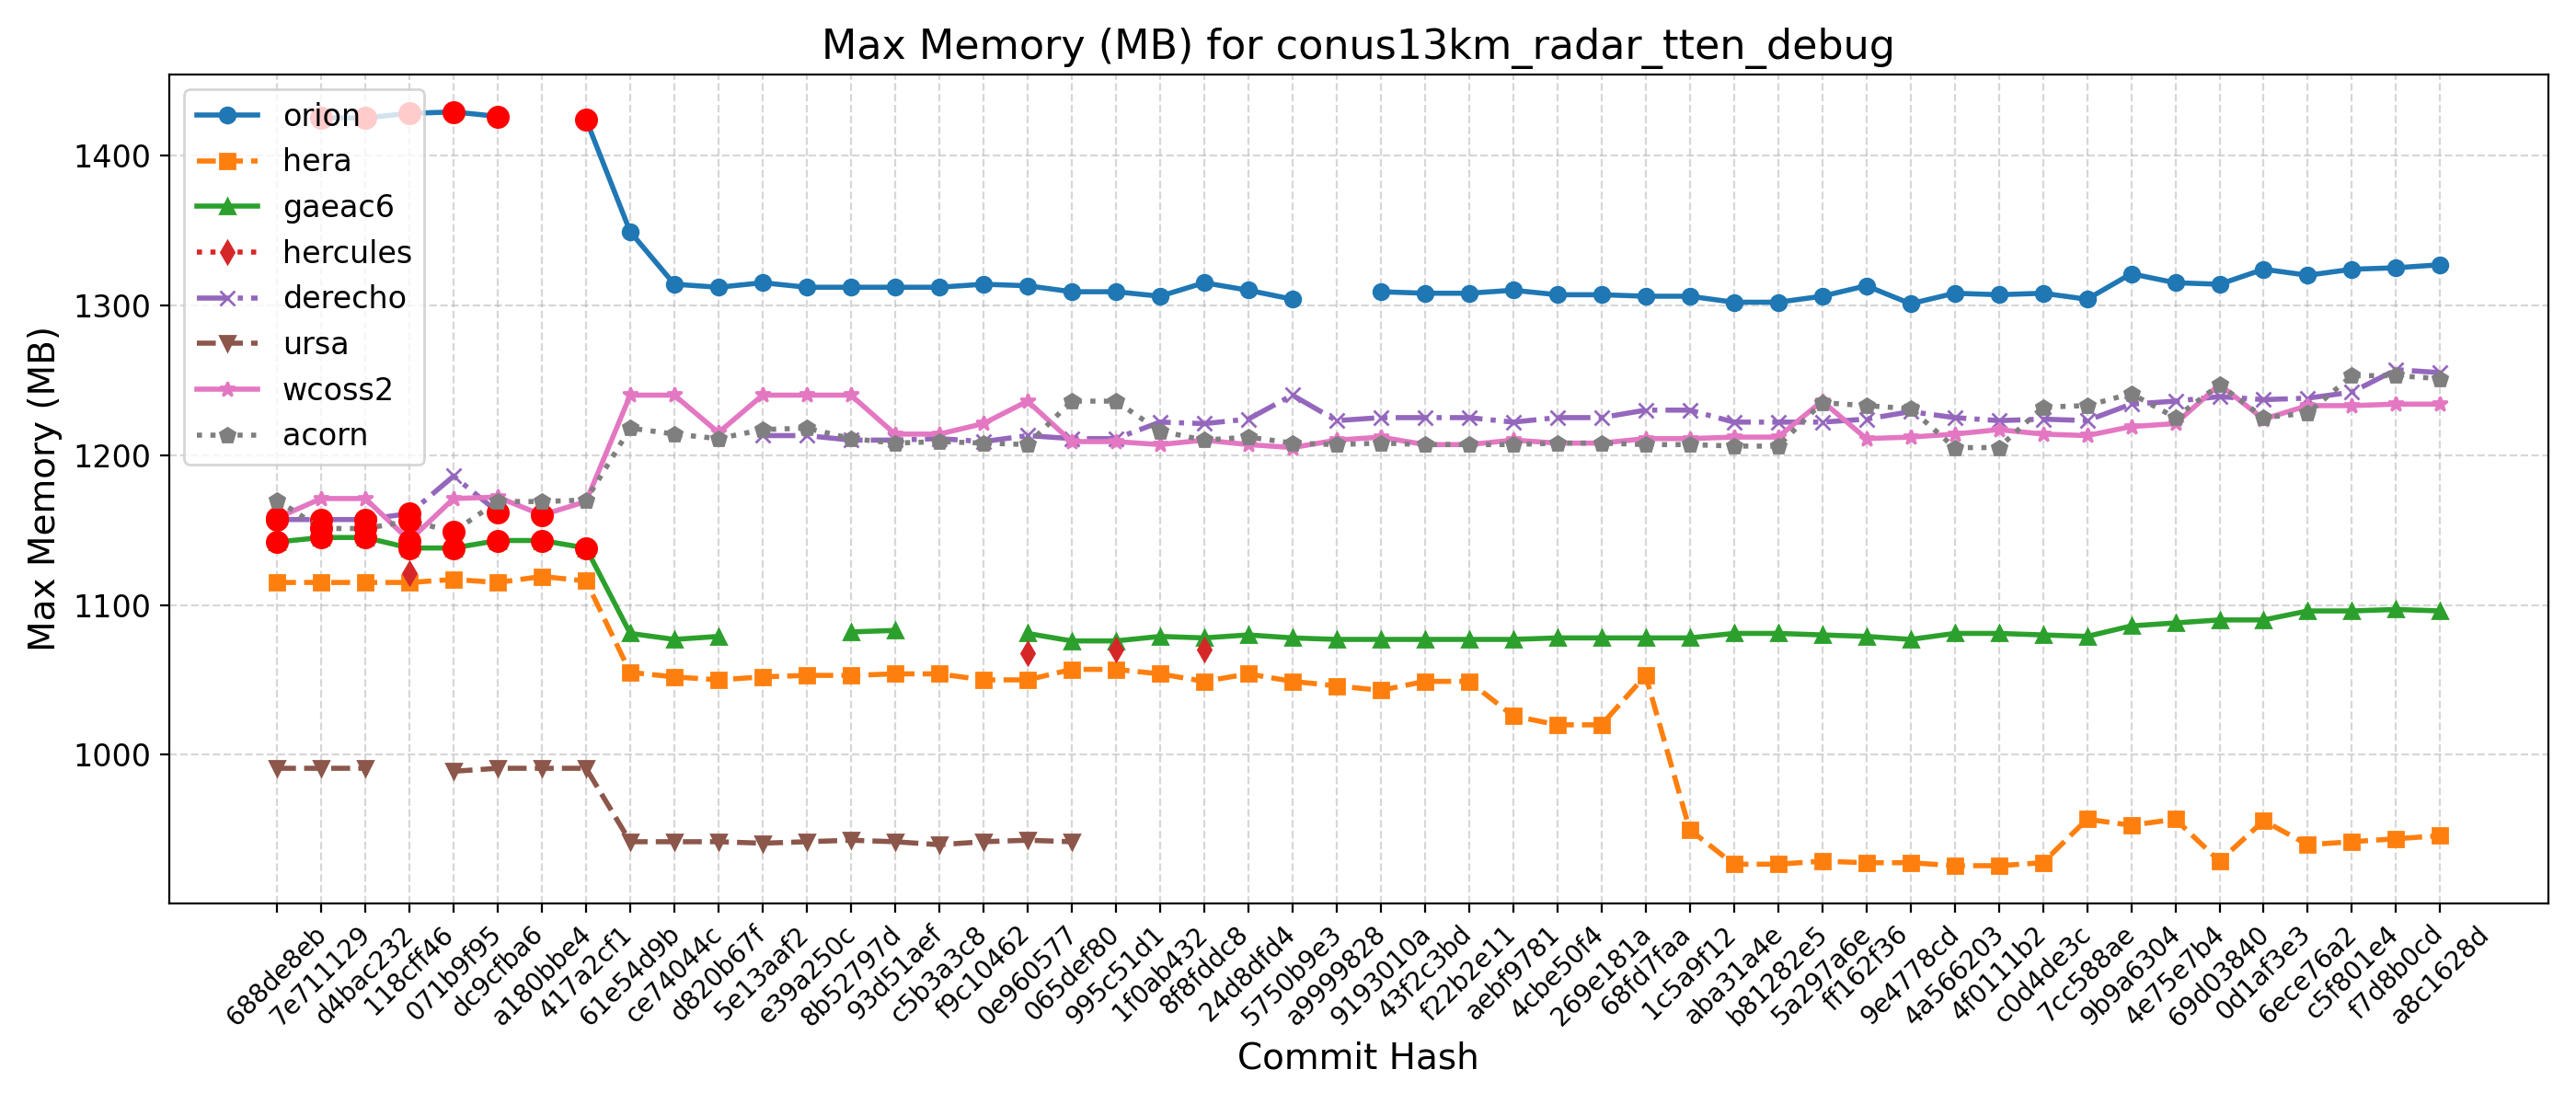 Max Memory (MB) for conus13km_radar_tten_debug
Max Memory (MB)
1400
1300
1200
1100
1000
orion
hera
gaeac6
hercules
derecho
ursa
wcoss2
acorn
688de8eb
7e711129
d4bac232
118cff46
071b9f95
dc9cfba6
a180bbe4
417a2cf1
61e54d9b
ce74044c
d820b67f
5e13aaf2
e39a250c
8b52797d
93d51aef
c5b3a3c8
f9c10462
0e960577
065def80
995c51d1
1f0ab432
8f8fddc8
24d8dfd4
5750b9e3
a9999828
9193010a
43f2c3bd
f22b2e11
aebf9781
4cbe50f4
269e181a
68fd7faa
1c5a9f12
aba31a4e
b81282e5
5a297a6e
ff162f36
9e4778cd
4a566203
4f0111b2
c0d4de3c
7cc588ae
9b9a6304
4e75e7b4
69d03840
0d1af3e3
6ece76a2
c5f801e4
f7d8b0cd
a8c1628d
Commit Hash